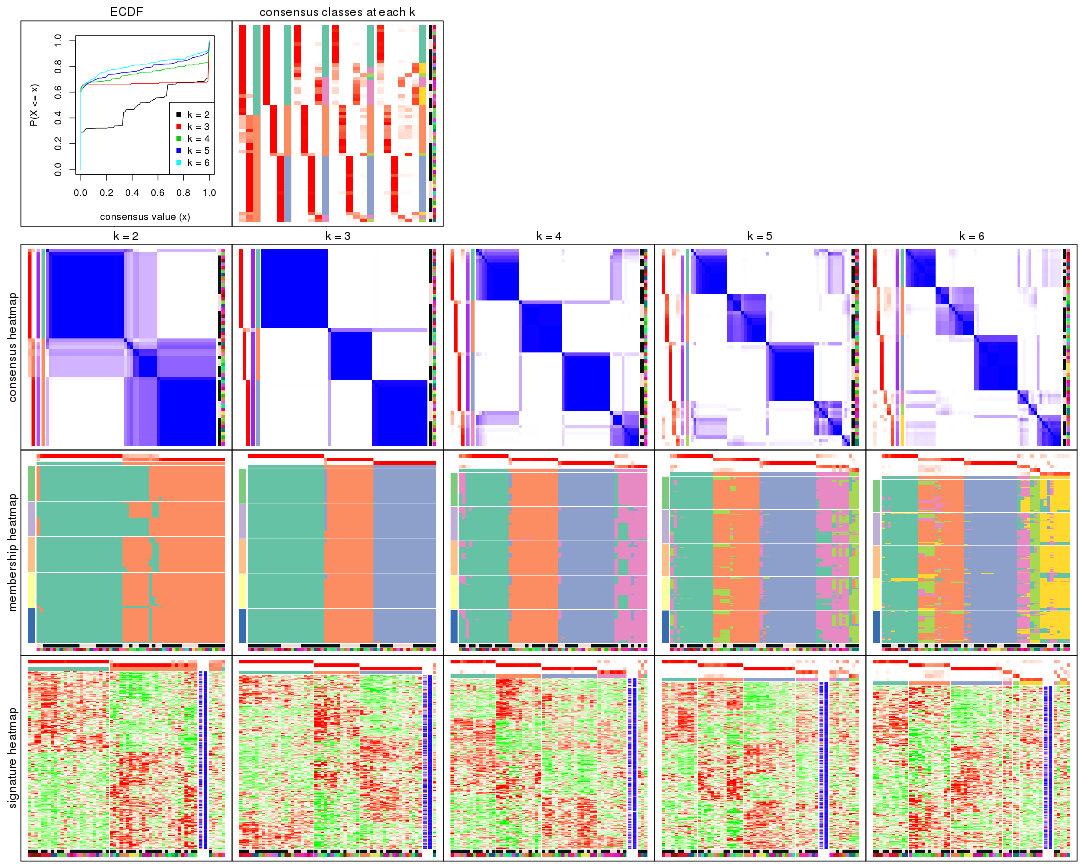 ECDF
consensus classes at each k
P(X <= x)
0.0 0.2 0.4 0.6 0.8 1.0
k = 2
k = 3
k = 4
k = 5
k = 6
0.0 0.2 0.4 0.6 0.8 1.0
consensus value (x)
k = 2
k = 3
k = 4
k = 5
k = 6
consensus heatmap
membership heatmap
signature heatmap